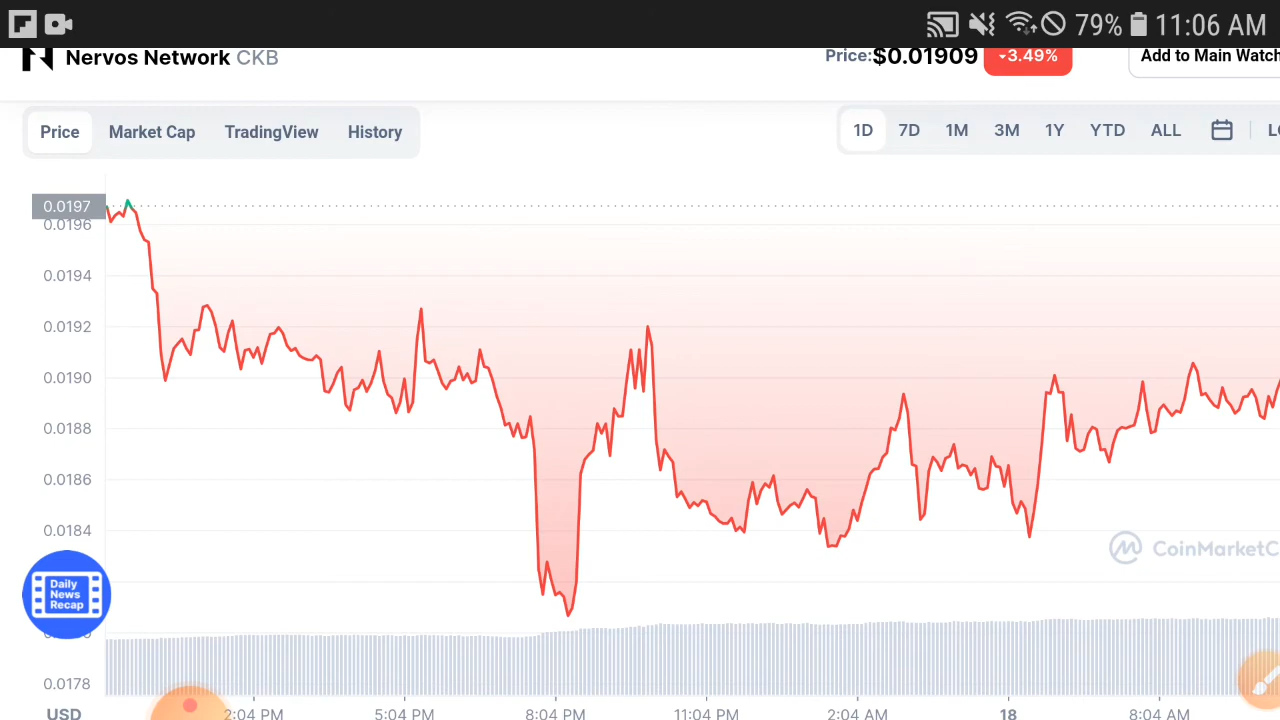 79% 11:06 AM
Nervos Network CKB Price: $0.01909 3.49% Add to Main Watch
Price Market Cap TradingView History 1D 7D 1M 3M 1Y YTD ALL
0.0197
0.0196
0.0194
0.0192
0.0190
0.0188
0.0186
0.0184
CoinMarketC
Daily
News
Recap
0.0178
USD 2:04 PM 5:04 PM 8:04 PM 11:04 PM 2:04 AM 18 8:04 AM